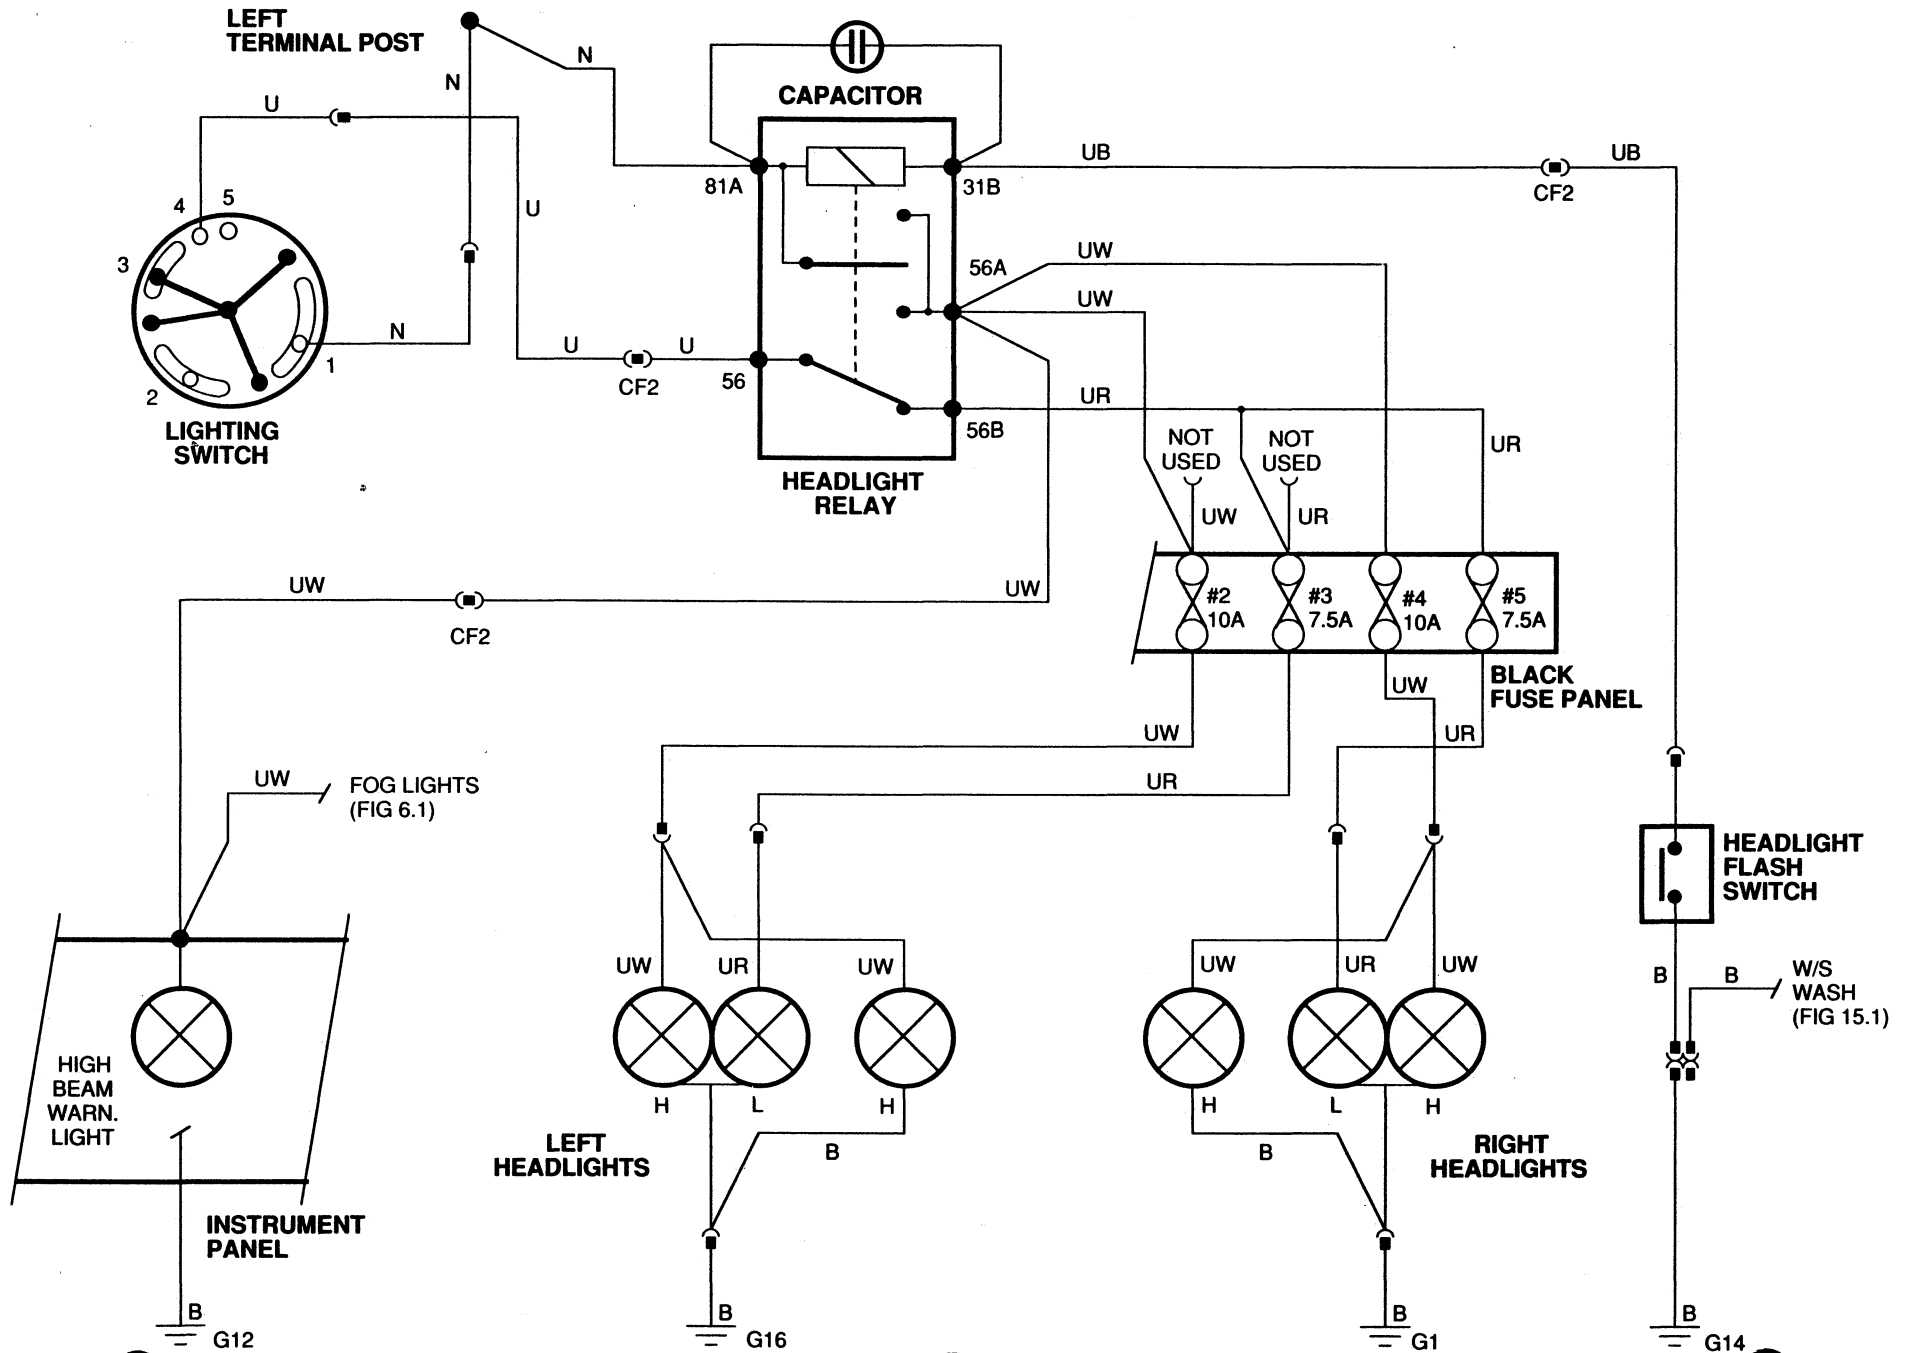 LEFT
TERMINAL POST
N
N
U
CAPACITOR
UB
UB
CF2
81A
31B
4
5
U
3
56A
UW
UW
N
1
U
U
CF2
56
2
UR
56B
LIGHTING
SWITCH
HEADLIGHT
RELAY
NOT
USED
NOT
USED
UR
UW
UR
UW
CF2
UW
#2
10A
#3
7.5A
#4
10A
#5
7.5A
BLACK
FUSE PANEL
UW
UW
UR
UR
UW
FOG LIGHTS
(FIG 6.1)
HEADLIGHT
FLASH
SWITCH
UW
UR
UW
UW
UR
UW
B
B
W/S
WASH
(FIG 15.1)
HIGH
BEAM
WARN.
LIGHT
H
L
H
H
L
H
LEFT
HEADLIGHTS
B
B
RIGHT
HEADLIGHTS
INSTRUMENT
PANEL
B
G12
B
G16
B
G1
B
G14